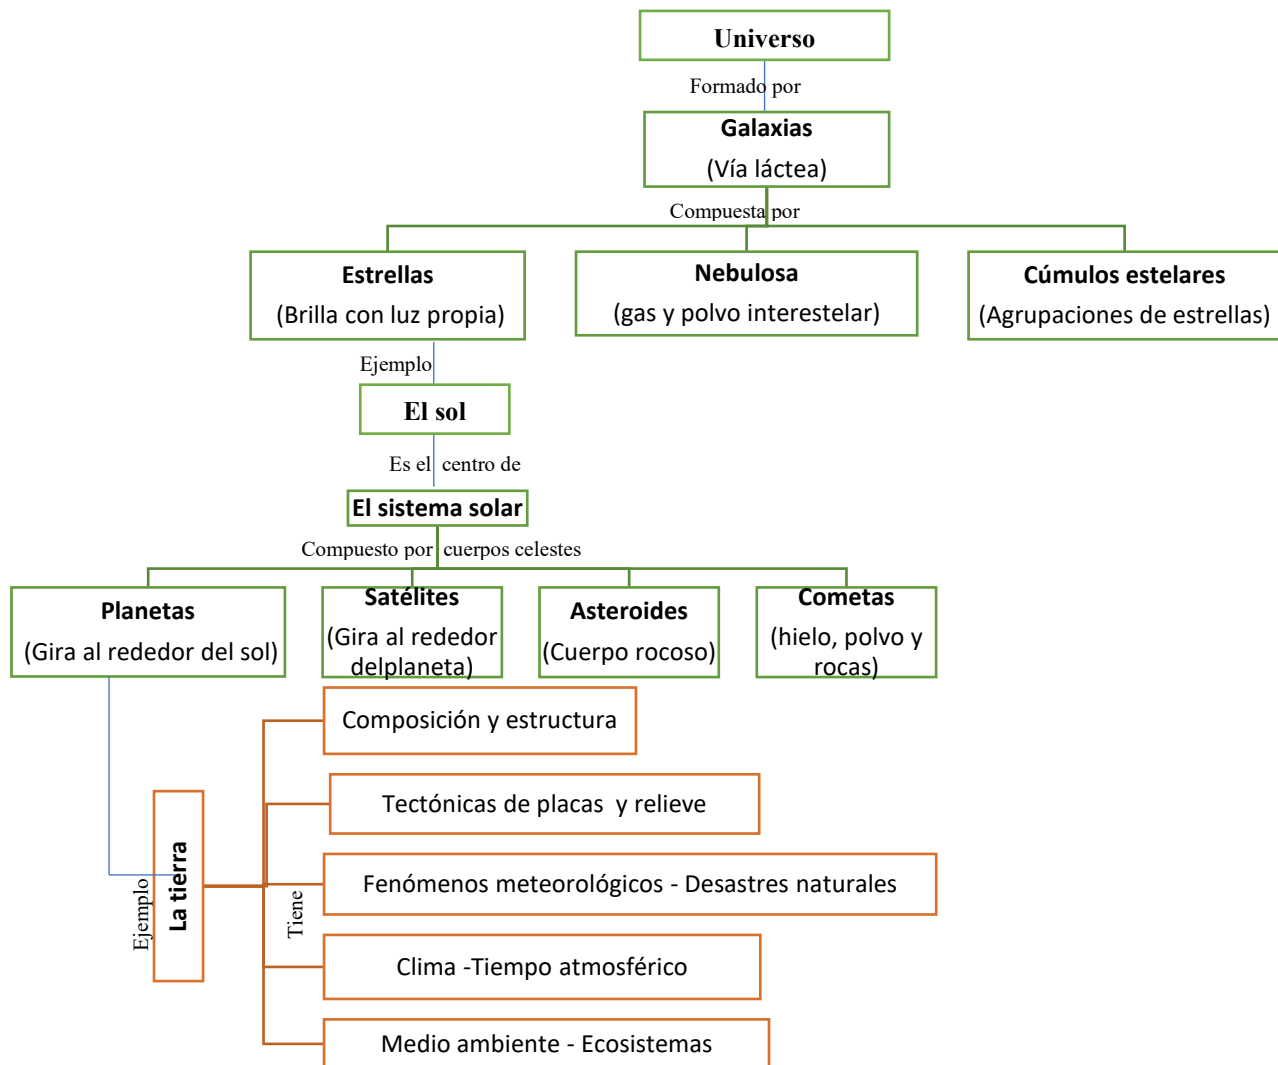 Universo
Formado por
Galaxias
(Vía láctea)
Compuesta por
Estrellas
(Brilla con luz propia)
Nebulosa
(gas y polvo interestelar)
Cúmulos estelares
(Agrupaciones de estrellas)
Ejemplo
El sol
Es el centro de
El sistema solar
Compuesto por cuerpos celestes
Planetas
(Gira al rededor del sol)
Satélites
(Gira al rededor
delplaneta)
Asteroides
(Cuerpo rocoso)
Cometas
(hielo, polvo y
rocas)
Ejemplo
La tierra
Tiene
Composición y estructura
Tectónicas de placas y relieve
Fenómenos meteorológicos - Desastres naturales
Clima -Tiempo atmosférico
Medio ambiente - Ecosistemas